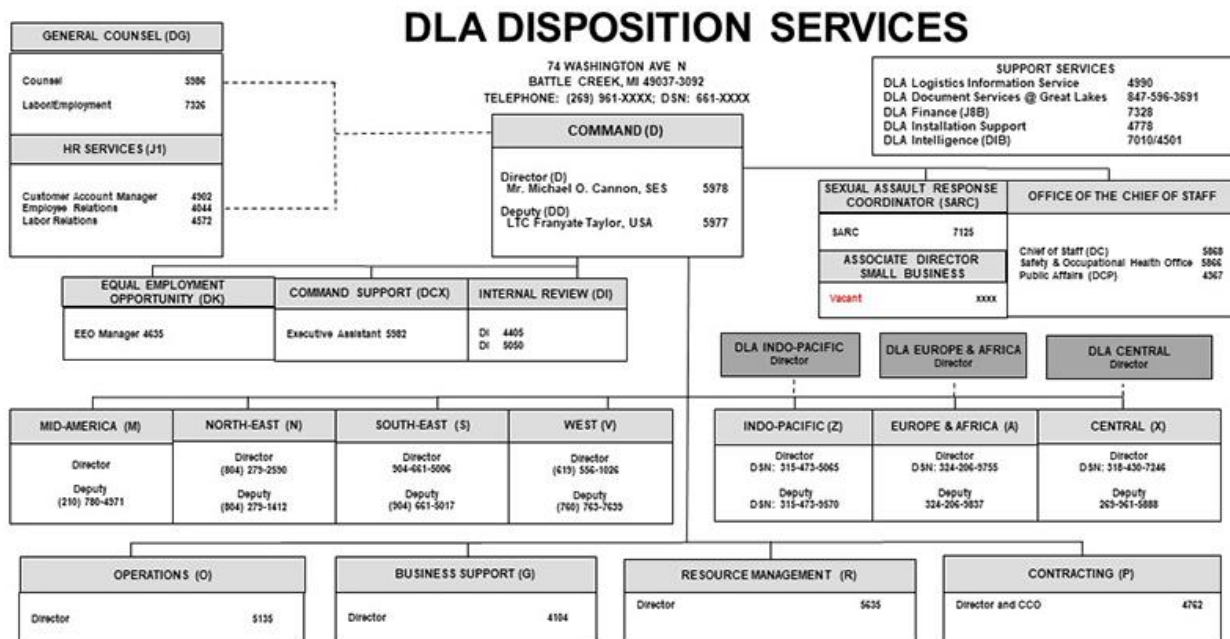 DLA DISPOSITION SERVICES
74 WASHINGTON AVE N
BATTLE CREEK, MI 49037-3092
TELEPHONE: (269) 961-XXXX; DSN: 661-XXXX
GENERAL COUNSEL (DG)
Counsel 5986
Labor/Employment 7326
HR SERVICES (J1)
Customer Account Manager 4902
Employee Relations 4044
Labor Relations 4572
COMMAND (D)
Director (D)
Mr. Michael O. Cannon, SES 5978
Deputy (DD)
LTC Franyate Taylor, USA 5977
SUPPORT SERVICES
DLA Logistics Information Service 4990
DLA Document Services @ Great Lakes 847-596-3691
DLA Finance (J8B) 7328
DLA Installation Support 4778
DLA Intelligence (DIB) 7010/4501
SEXUAL ASSAULT RESPONSE
COORDINATOR (SARC)
SARC 7125
ASSOCIATE DIRECTOR
SMALL BUSINESS
Vacant xxxx
OFFICE OF THE CHIEF OF STAFF
Chief of Staff (DC) 5868
Safety & Occupational Health Office 5866
Public Affairs (DCP) 4367
EQUAL EMPLOYMENT
OPPORTUNITY (DK)
EEO Manager 4635
COMMAND SUPPORT (DCX)
Executive Assistant 5982
INTERNAL REVIEW (DI)
DI 4405
DI 5050
DLA INDO-PACIFIC
Director
DLA EUROPE & AFRICA
Director
DLA CENTRAL
Director
MID-AMERICA (M)
Director
Deputy
(210) 780-4971
NORTH-EAST (N)
Director
(804) 279-2590
Deputy
(804) 279-1412
SOUTH-EAST (S)
Director
904-661-5006
Deputy
(904) 661-5017
WEST (V)
Director
(619) 556-1026
Deputy
(760) 763-7639
INDO-PACIFIC (Z)
Director
DSN: 315-473-5065
Deputy
DSN: 315-473-9570
EUROPE & AFRICA (A)
Director
DSN: 324-206-9755
Deputy
324-206-9837
CENTRAL (X)
Director
DSN: 318-430-7246
Deputy
269-961-5888
OPERATIONS (O)
Director 5135
BUSINESS SUPPORT (G)
Director 4104
RESOURCE MANAGEMENT (R)
Director 5635
CONTRACTING (P)
Director and CCO 4762